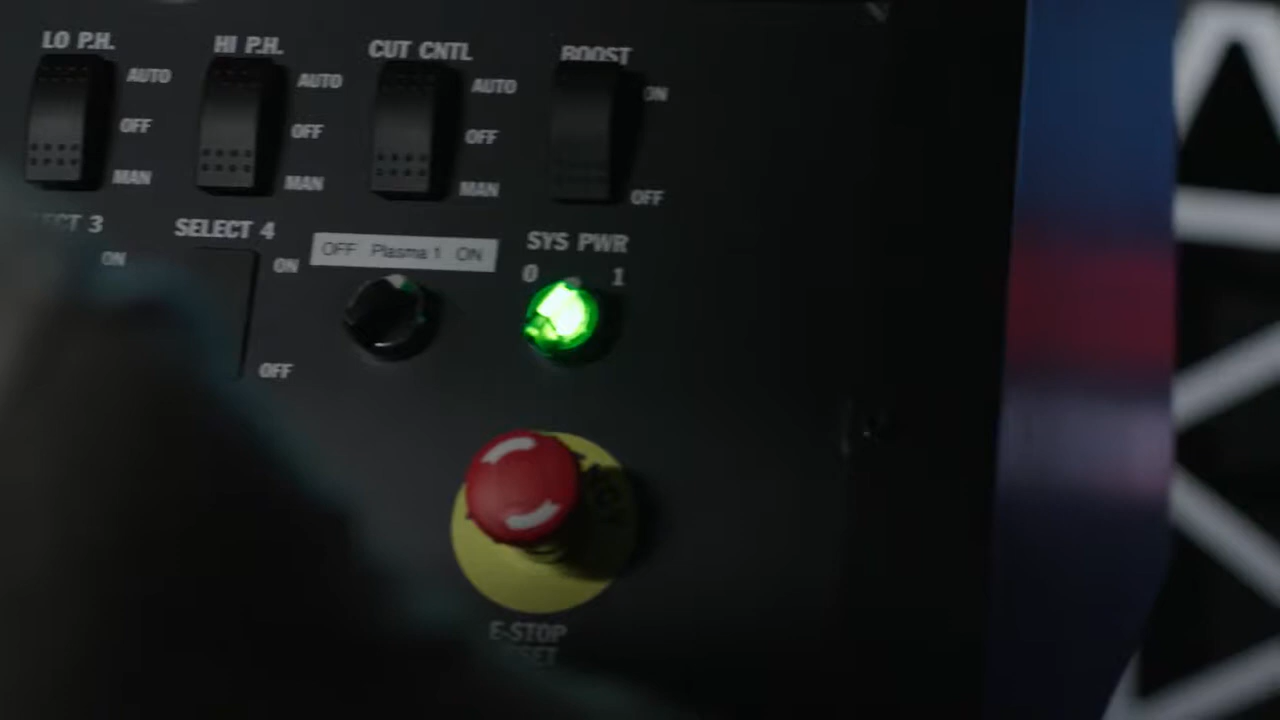 LO P.H.
AUTO
OFF
MAN
HI P.H.
AUTO
OFF
MAN
CUT CNTL
AUTO
OFF
MAN
BOOST
ON
OFF
3
ON
SELECT 4
ON
OFF
OFF Plasma 1 ON
SYS PWR
0 1
E-STOP